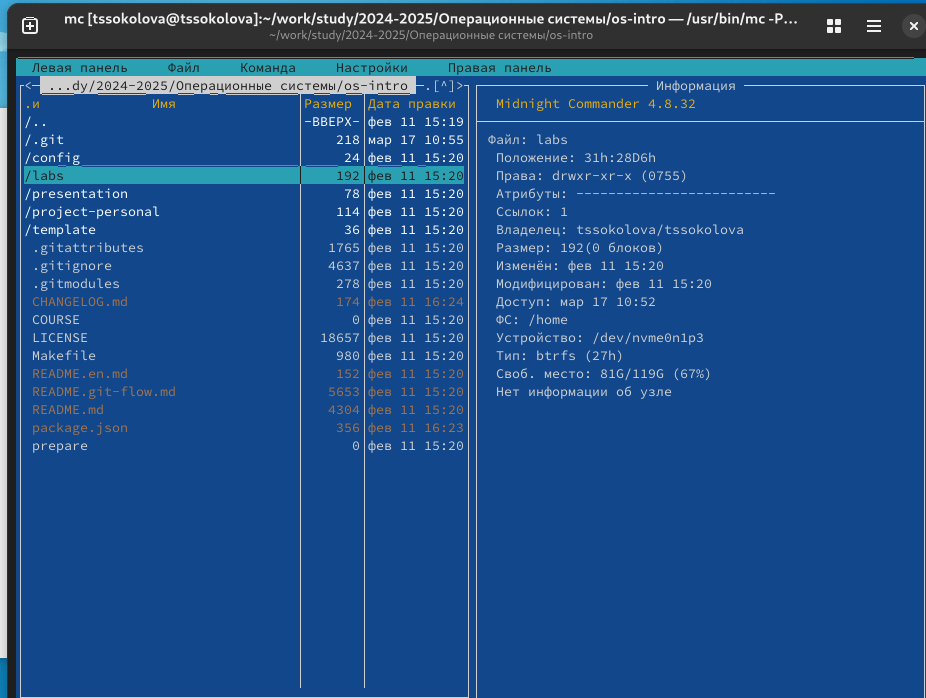 mc [tssokolova@tssokolova]:~/work/study/2024-2025/Операционные системы/os-intro — /usr/bin/mc -P…
~/work/study/2024-2025/Операционные системы/os-intro
Левая панель Файл Команда Настройки Правая панель
<─ ...dy/2024-2025/Операционные системы/os-intro ─.[^]>
.и Имя Размер Дата правки
/.. -ВВЕРХ- фев 11 15:19
/.git 218 мар 17 10:55
/config 24 фев 11 15:20
/labs 192 фев 11 15:20
/presentation 78 фев 11 15:20
/project-personal 114 фев 11 15:20
/template 36 фев 11 15:20
.gitattributes 1765 фев 11 15:20
.gitignore 4637 фев 11 15:20
.gitmodules 278 фев 11 15:20
CHANGELOG.md 174 фев 11 16:24
COURSE 0 фев 11 15:20
LICENSE 18657 фев 11 15:20
Makefile 980 фев 11 15:20
README.en.md 152 фев 11 15:20
README.git-flow.md 5653 фев 11 15:20
README.md 4304 фев 11 15:20
package.json 356 фев 11 16:23
prepare 0 фев 11 15:20
Информация
Midnight Commander 4.8.32
Файл: labs
Положение: 31h:28D6h
Права: drwxr-xr-x (0755)
Атрибуты: -------------------------
Ссылок: 1
Владелец: tssokolova/tssokolova
Размер: 192(0 блоков)
Изменён: фев 11 15:20
Модифицирован: фев 11 15:20
Доступ: мар 17 10:52
ФС: /home
Устройство: /dev/nvme0n1p3
Тип: btrfs (27h)
Своб. место: 81G/119G (67%)
Нет информации об узле